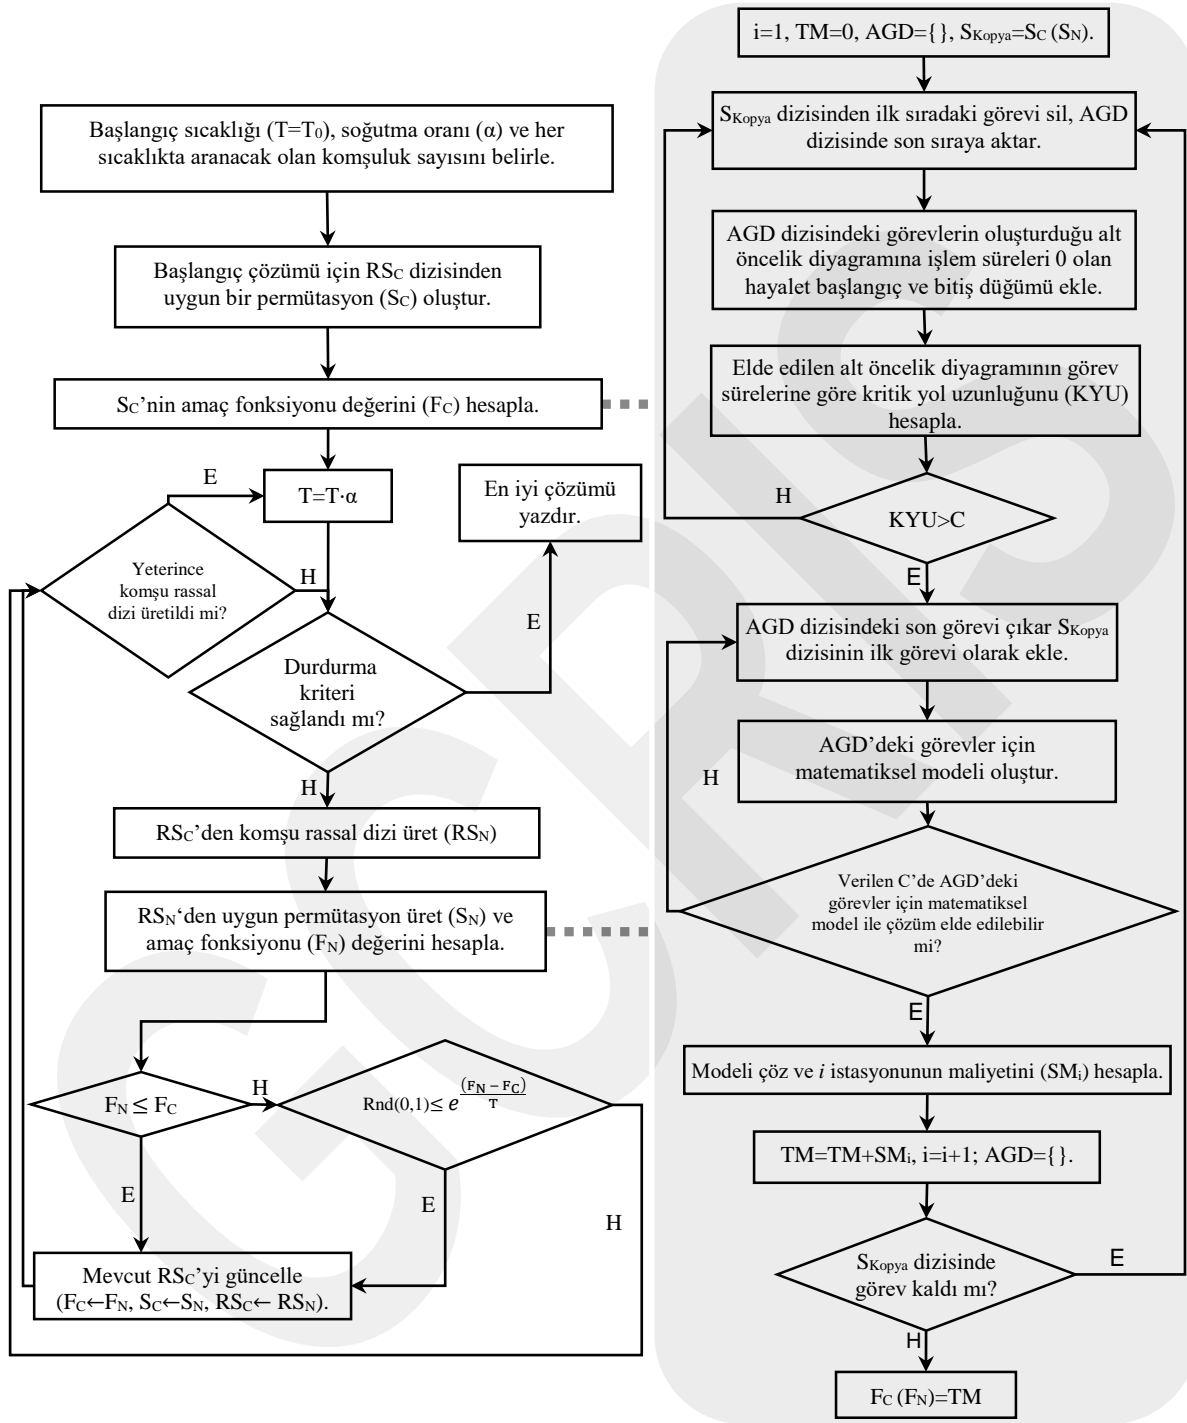 Başlangıç sıcaklığı (T=T0), soğutma oranı (α) ve her
sıcaklıkta aranacak olan komşuluk sayısını belirle.
Başlangıç çözümü için RSC dizisinden
uygun bir permütasyon (SC) oluştur.
SC’nin amaç fonksiyonu değerini (FC) hesapla.
E
T=T·α
En iyi çözümü
yazdır.
Yeterince
komşu rassal
dizi üretildi mi?
H
E
Durdurma
kriteri
sağlandı mı?
H
RSC’den komşu rassal dizi üret (RSN)
RSN‘den uygun permütasyon üret (SN) ve
amaç fonksiyonu (FN) değerini hesapla.
FN ≤ FC
H
Rnd(0,1)≤ e^((FN − FC)/T)
E
E
H
Mevcut RSC’yi güncelle
(FC←FN, SC←SN, RSC← RSN).
i=1, TM=0, AGD={}, SKopya=SC (SN).
SKopya dizisinden ilk sıradaki görevi sil, AGD
dizisinde son sıraya aktar.
AGD dizisindeki görevlerin oluşturduğu alt
öncelik diyagramına işlem süreleri 0 olan
hayalet başlangıç ve bitiş düğümü ekle.
Elde edilen alt öncelik diyagramının görev
sürelerine göre kritik yol uzunluğunu (KYU)
hesapla.
H
KYU>C
E
AGD dizisindeki son görevi çıkar SKopya
dizisinin ilk görevi olarak ekle.
AGD’deki görevler için
matematiksel modeli oluştur.
H
Verilen C’de AGD’deki
görevler için matematiksel
model ile çözüm elde edilebilir
mi?
E
Modeli çöz ve i istasyonunun maliyetini (SMi) hesapla.
TM=TM+SMi, i=i+1; AGD={}.
SKopya dizisinde
görev kaldı mı?
E
H
FC (FN)=TM
GCRIS